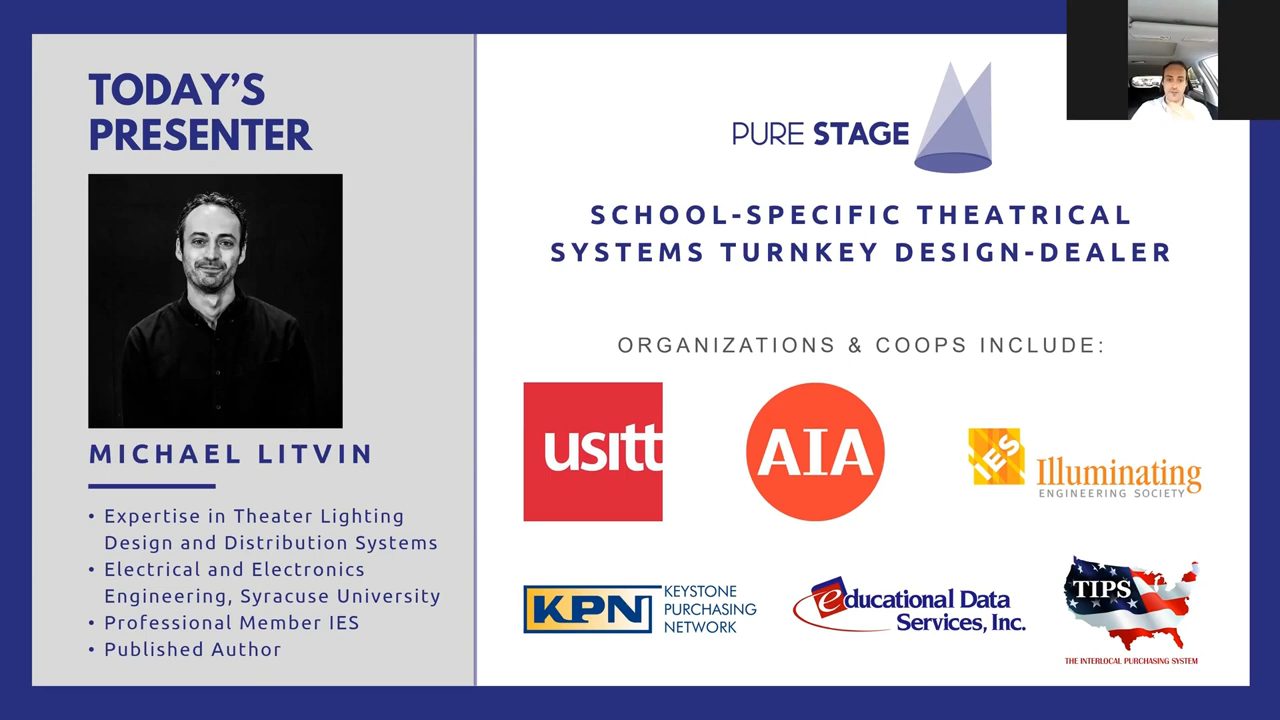 TODAY’S
PRESENTER
MICHAEL LITVIN
• Expertise in Theater Lighting
Design and Distribution Systems
• Electrical and Electronics
Engineering, Syracuse University
• Professional Member IES
• Published Author
PURE STAGE
SCHOOL-SPECIFIC THEATRICAL
SYSTEMS TURNKEY DESIGN-DEALER
ORGANIZATIONS & COOPS INCLUDE:
usitt
AIA
IES
Illuminating
ENGINEERING SOCIETY
KPN
KEYSTONE
PURCHASING
NETWORK
educational Data
Services, Inc.
TIPS
THE INTERLOCAL PURCHASING SYSTEM